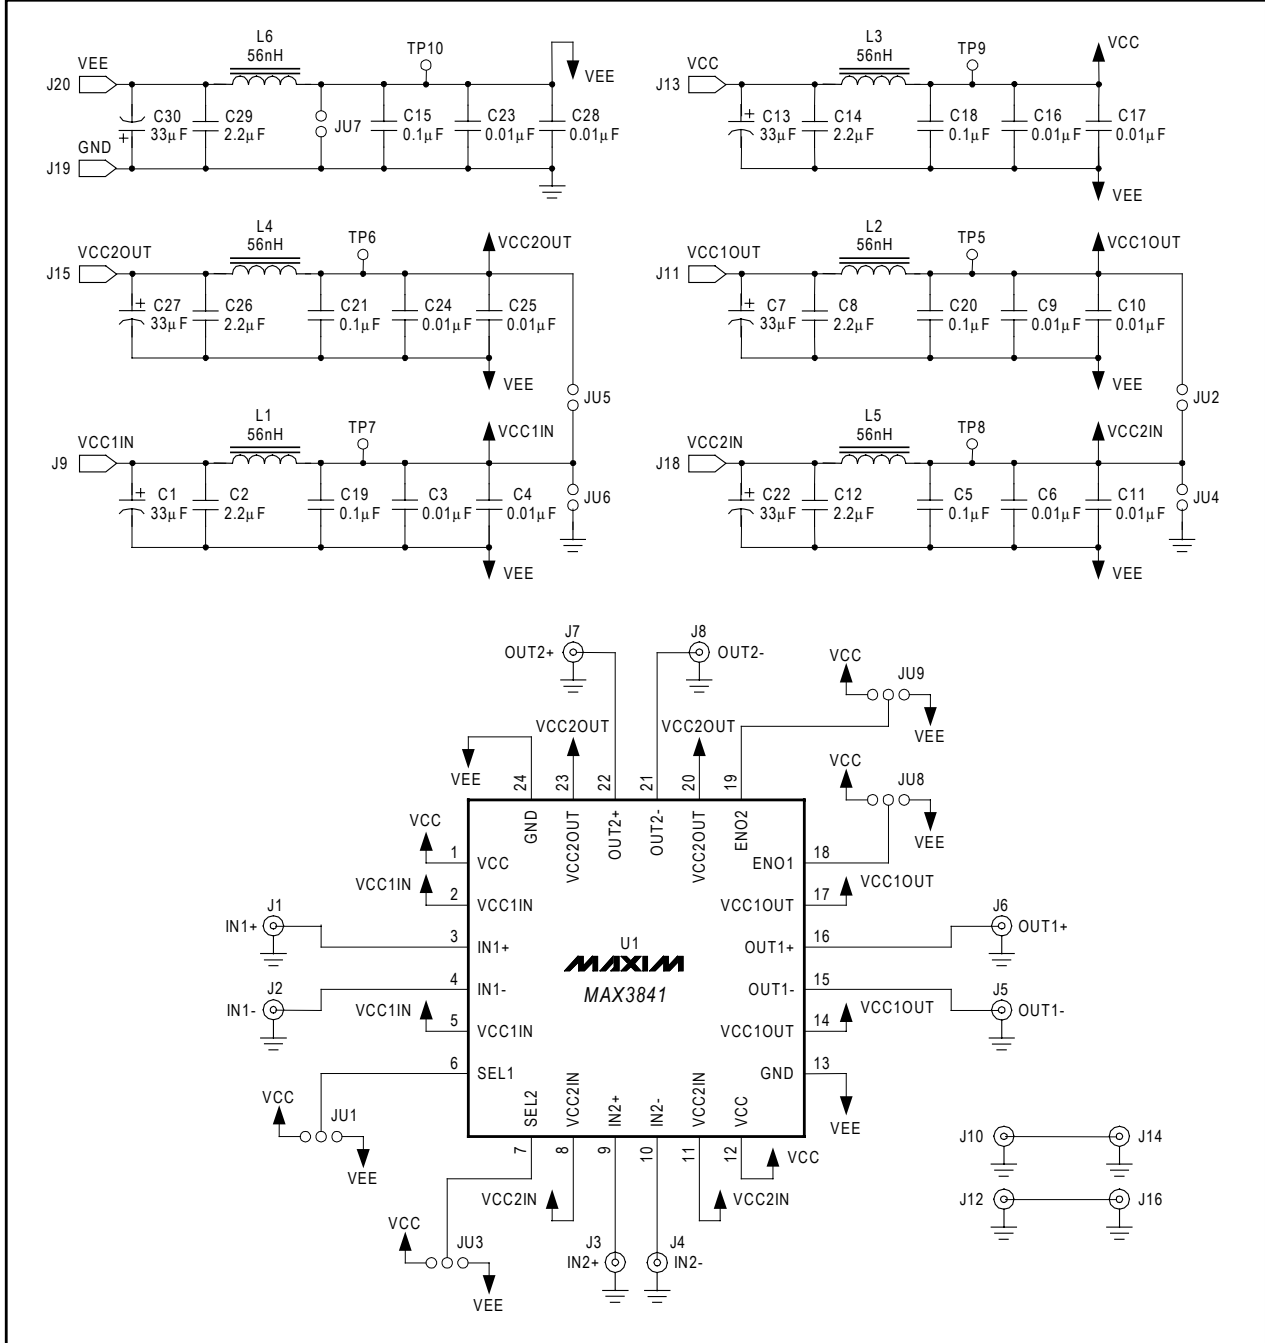 L6
56nH
VEE
J20
TP10
VEE
C30
33µF
C29
2.2µF
JU7
C15
0.1µF
C23
0.01µF
C28
0.01µF
+
GND
J19
L3
56nH
VCC
J13
TP9
VCC
+
C13
33µF
C14
2.2µF
C18
0.1µF
C16
0.01µF
C17
0.01µF
VEE
L4
56nH
VCC2OUT
J15
TP6
VCC2OUT
+
C27
33µF
C26
2.2µF
C21
0.1µF
C24
0.01µF
C25
0.01µF
VEE
JU5
L2
56nH
VCC1OUT
J11
TP5
VCC1OUT
+
C7
33µF
C8
2.2µF
C20
0.1µF
C9
0.01µF
C10
0.01µF
VEE
JU2
L1
56nH
VCC1IN
J9
TP7
VCC1IN
+
C1
33µF
C2
2.2µF
C19
0.1µF
C3
0.01µF
C4
0.01µF
JU6
VEE
L5
56nH
VCC2IN
J18
TP8
VCC2IN
+
C22
33µF
C12
2.2µF
C5
0.1µF
C6
0.01µF
C11
0.01µF
JU4
VEE
J7
OUT2+
J8
OUT2-
VCC
JU9
VEE
VCC2OUT
VCC2OUT
VEE
24
23
22
21
20
19
VCC
JU8
VEE
GND
VCC2OUT
OUT2+
OUT2-
VCC2OUT
ENO2
VCC
1
VCC
ENO1
18
VCC1IN
2
VCC1IN
VCC1OUT
17
VCC1OUT
J1
IN1+
3
IN1+
OUT1+
16
J6
OUT1+
U1
MAXIM
MAX3841
J2
IN1-
4
IN1-
OUT1-
15
J5
OUT1-
VCC1IN
5
VCC1IN
VCC1OUT
14
VCC1OUT
6
SEL1
GND
13
VEE
VCC
JU1
VEE
SEL2
VCC2IN
IN2+
IN2-
VCC2IN
VCC
7
8
9
10
11
12
VCC2IN
VCC2IN
VCC
VCC
JU3
VEE
J3
IN2+
J4
IN2-
J10
J14
J12
J16